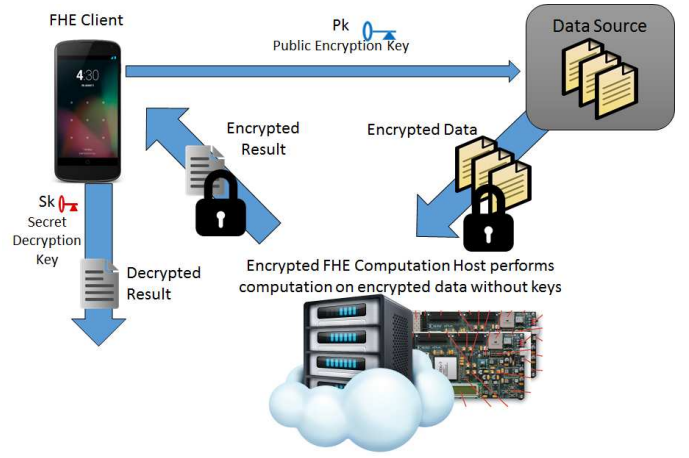 FHE Client
4:30
Pk
Public Encryption Key
Data Source
Encrypted
Result
Encrypted Data
Sk
Secret
Decryption
Key
Decrypted
Result
Encrypted FHE Computation Host performs
computation on encrypted data without keys